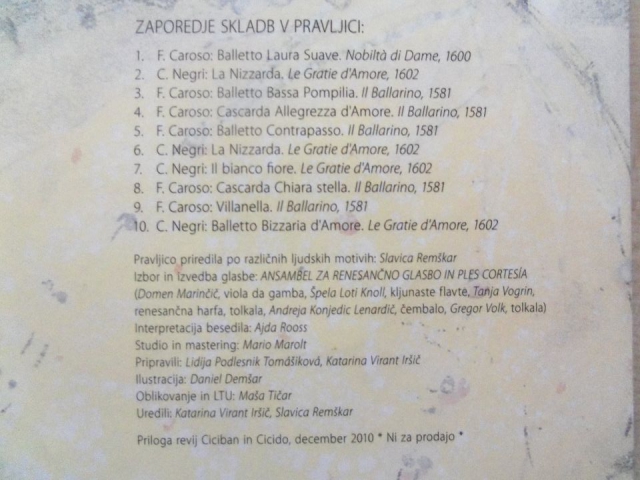 ZAPOREDJE SKLADB V PRAVLJICI:
1. F. Caroso: Balletto Laura Suave. Nobiltà di Dame, 1600
2. C. Negri: La Nizzarda. Le Gratie d'Amore, 1602
3. F. Caroso: Balletto Bassa Pompilia. Il Ballarino, 1581
4. F. Caroso: Cascarda Allegrezza d'Amore. Il Ballarino, 1581
5. F. Caroso: Balletto Contrapasso. Il Ballarino, 1581
6. C. Negri: La Nizzarda. Le Gratie d'Amore, 1602
7. C. Negri: Il bianco fiore. Le Gratie d'Amore, 1602
8. F. Caroso: Cascarda Chiara stella. Il Ballarino, 1581
9. F. Caroso: Villanella. Il Ballarino, 1581
10. C. Negri: Balletto Bizzaria d'Amore. Le Gratie d'Amore, 1602
Pravljico priredila po različnih ljudskih motivih: Slavica Remškar
Izbor in izvedba glasbe: ANSAMBEL ZA RENESANČNO GLASBO IN PLES CORTESÍA
(Domen Marinčič, viola da gamba, Špela Loti Knoll, kljunaste flavte, Tanja Vogrin,
renesančna harfa, tolkala, Andreja Konjedic Lenardič, čembalo, Gregor Volk, tolkala)
Interpretacija besedila: Ajda Rooss
Studio in mastering: Mario Marolt
Pripravili: Lidija Podlesnik Tomášiková, Katarina Virant Iršič
Ilustracija: Daniel Demšar
Oblikovanje in LTU: Maša Tičar
Uredili: Katarina Virant Iršič, Slavica Remškar
Priloga revij Ciciban in Cicido, december 2010 * Ni za prodajo *